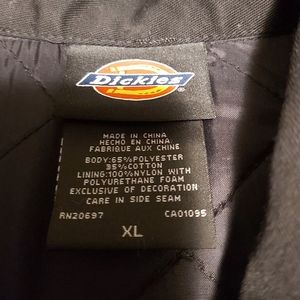 Dickies
MADE IN CHINA
HECHO EN CHINA
FABRIQUE AUX CHINE
BODY:65%POLYESTER
35%COTTON
LINING:100%NYLON WITH
POLYURETHANE FOAM
EXCLUSIVE OF DECORATION
CARE IN SIDE SEAM
RN20697 CA01095
XL